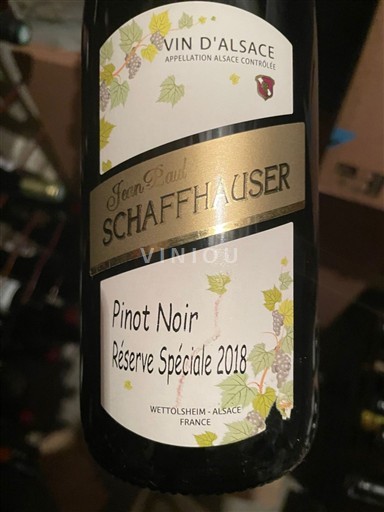 VIN D'ALSACE
APPELLATION ALSACE CONTRÔLÉE
Jean Paul
SCHAFFHAUSER
VINIOU
Pinot Noir
Réserve Spéciale 2018
WETTOLSHEIM - ALSACE
FRANCE